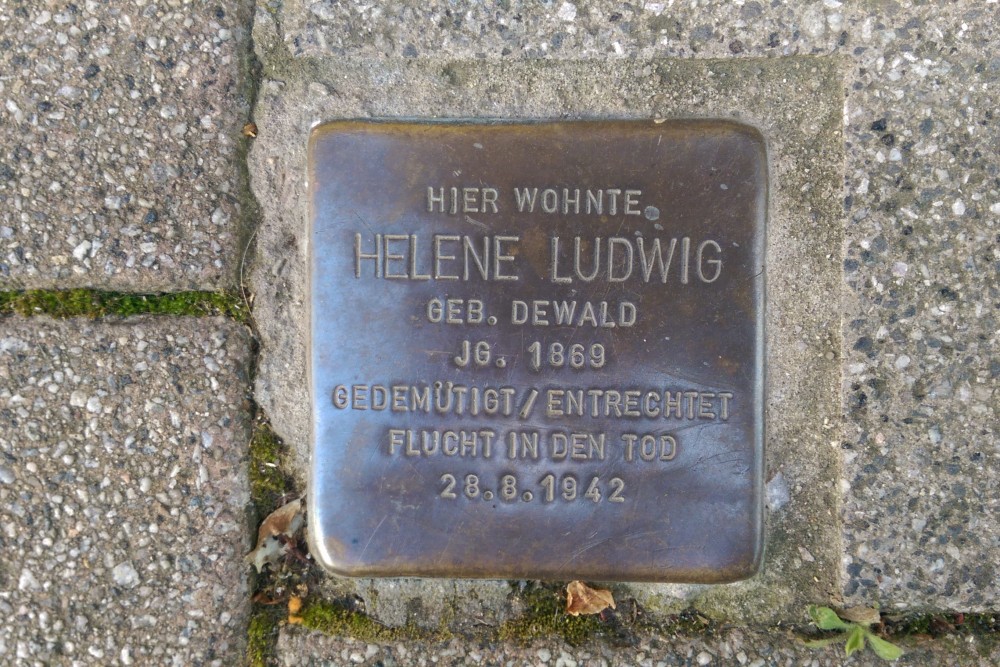 HIER WOHNTE
HELENE LUDWIG
GEB. DEWALD
JG. 1869
GEDEMÜTIGT/ENTRECHTET
FLUCHT IN DEN TOD
28.8.1942